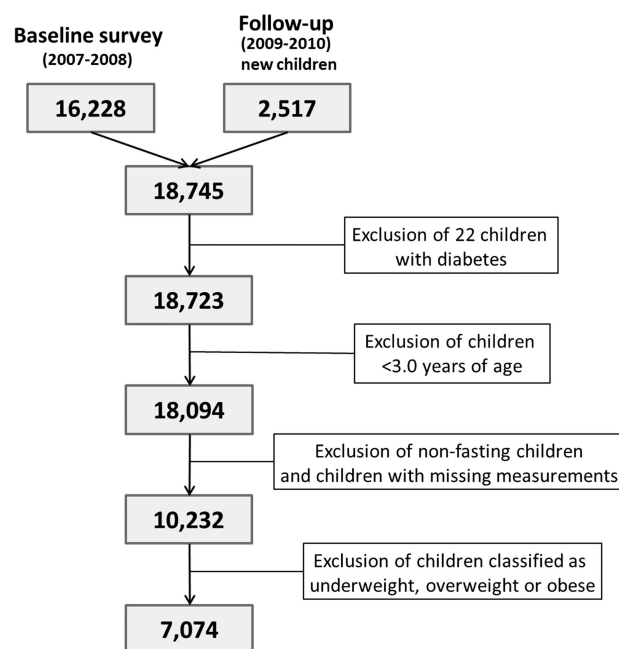 Baseline survey
(2007-2008)
Follow-up
(2009-2010)
new children
16,228
2,517
18,745
Exclusion of 22 children
with diabetes
18,723
Exclusion of children
<3.0 years of age
18,094
Exclusion of non-fasting children
and children with missing measurements
10,232
Exclusion of children classified as
underweight, overweight or obese
7,074